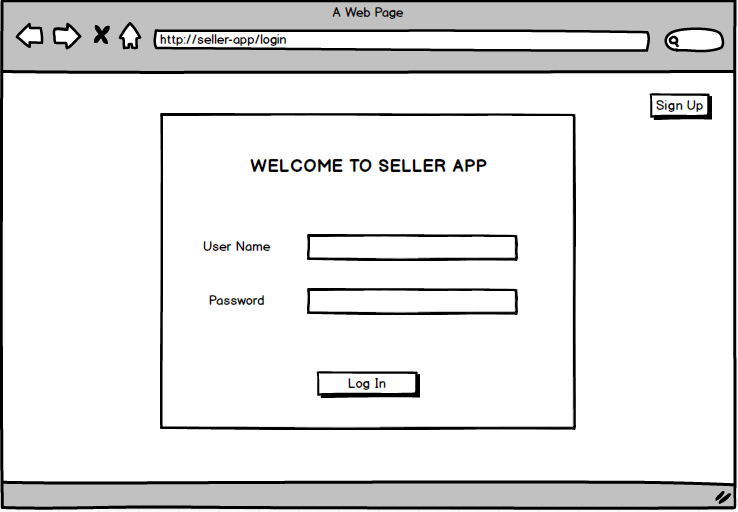 A Web Page
http://seller-app/login
Sign Up
WELCOME TO SELLER APP
User Name
Password
Log In